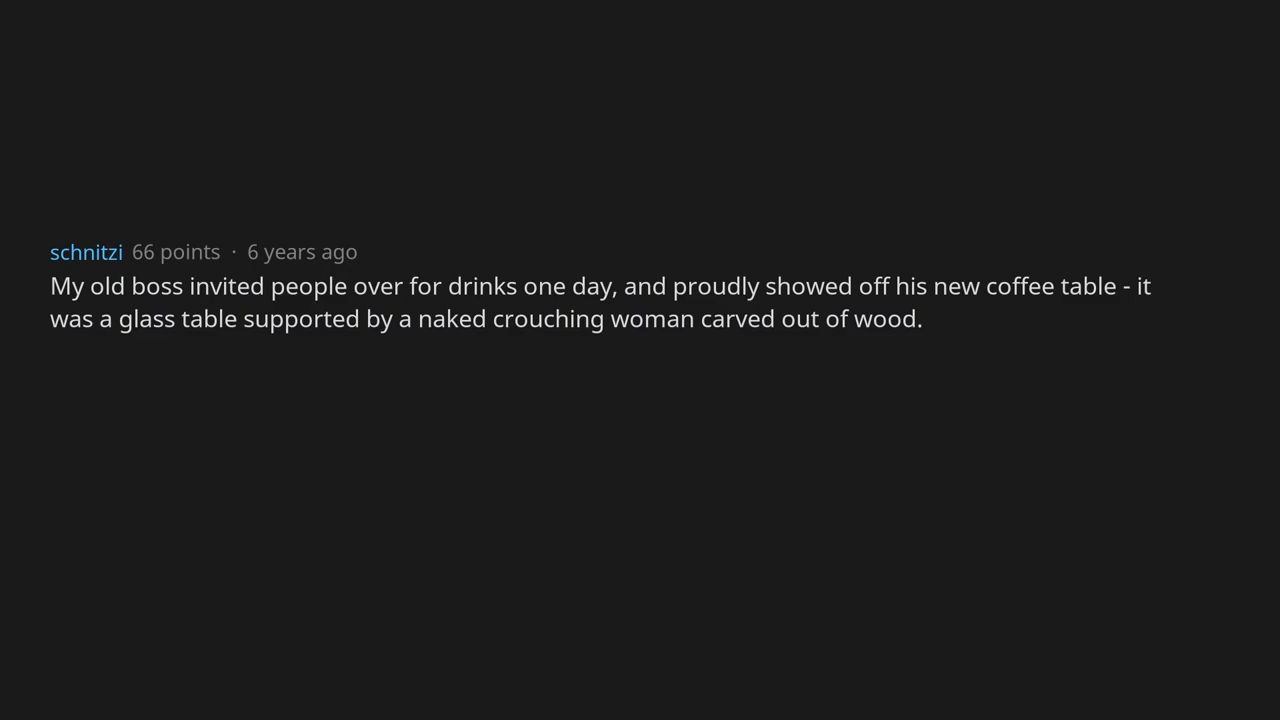 schnitzi 66 points · 6 years ago
My old boss invited people over for drinks one day, and proudly showed off his new coffee table - it
was a glass table supported by a naked crouching woman carved out of wood.